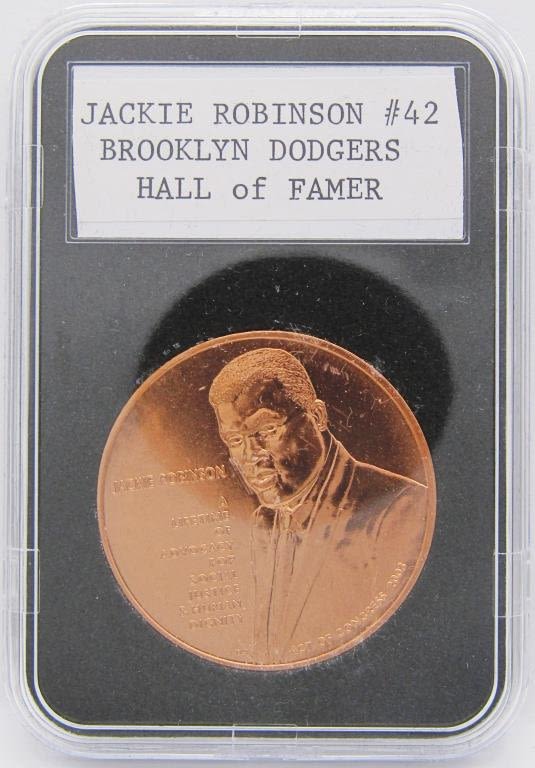 JACKIE ROBINSON #42
BROOKLYN DODGERS
HALL of FAMER
JACKIE ROBINSON
A
LIFETIME
OF
ADVOCACY
FOR
SOCIAL
JUSTICE
& HUMAN
DIGNITY
ACT OF CONGRESS 2003